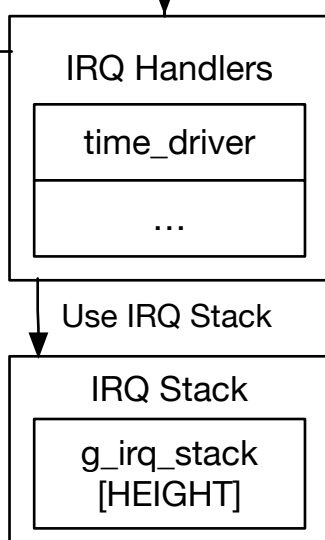 IRQ Handlers
time_driver
...
Use IRQ Stack
IRQ Stack
g_irq_stack
[HEIGHT]